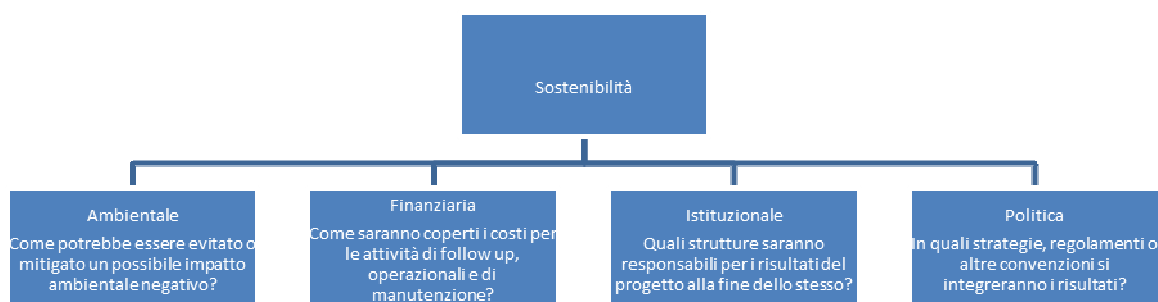 Sostenibilità
Ambientale
Come potrebbe essere evitato o
mitigato un possibile impatto
ambientale negativo?
Finanziaria
Come saranno coperti i costi per
le attività di follow up,
operazionali e di
manutenzione?
Istituzionale
Quali strutture saranno
responsabili per i risultati del
progetto alla fine dello stesso?
Politica
In quali strategie, regolamenti o
altre convenzioni si
integreranno i risultati?